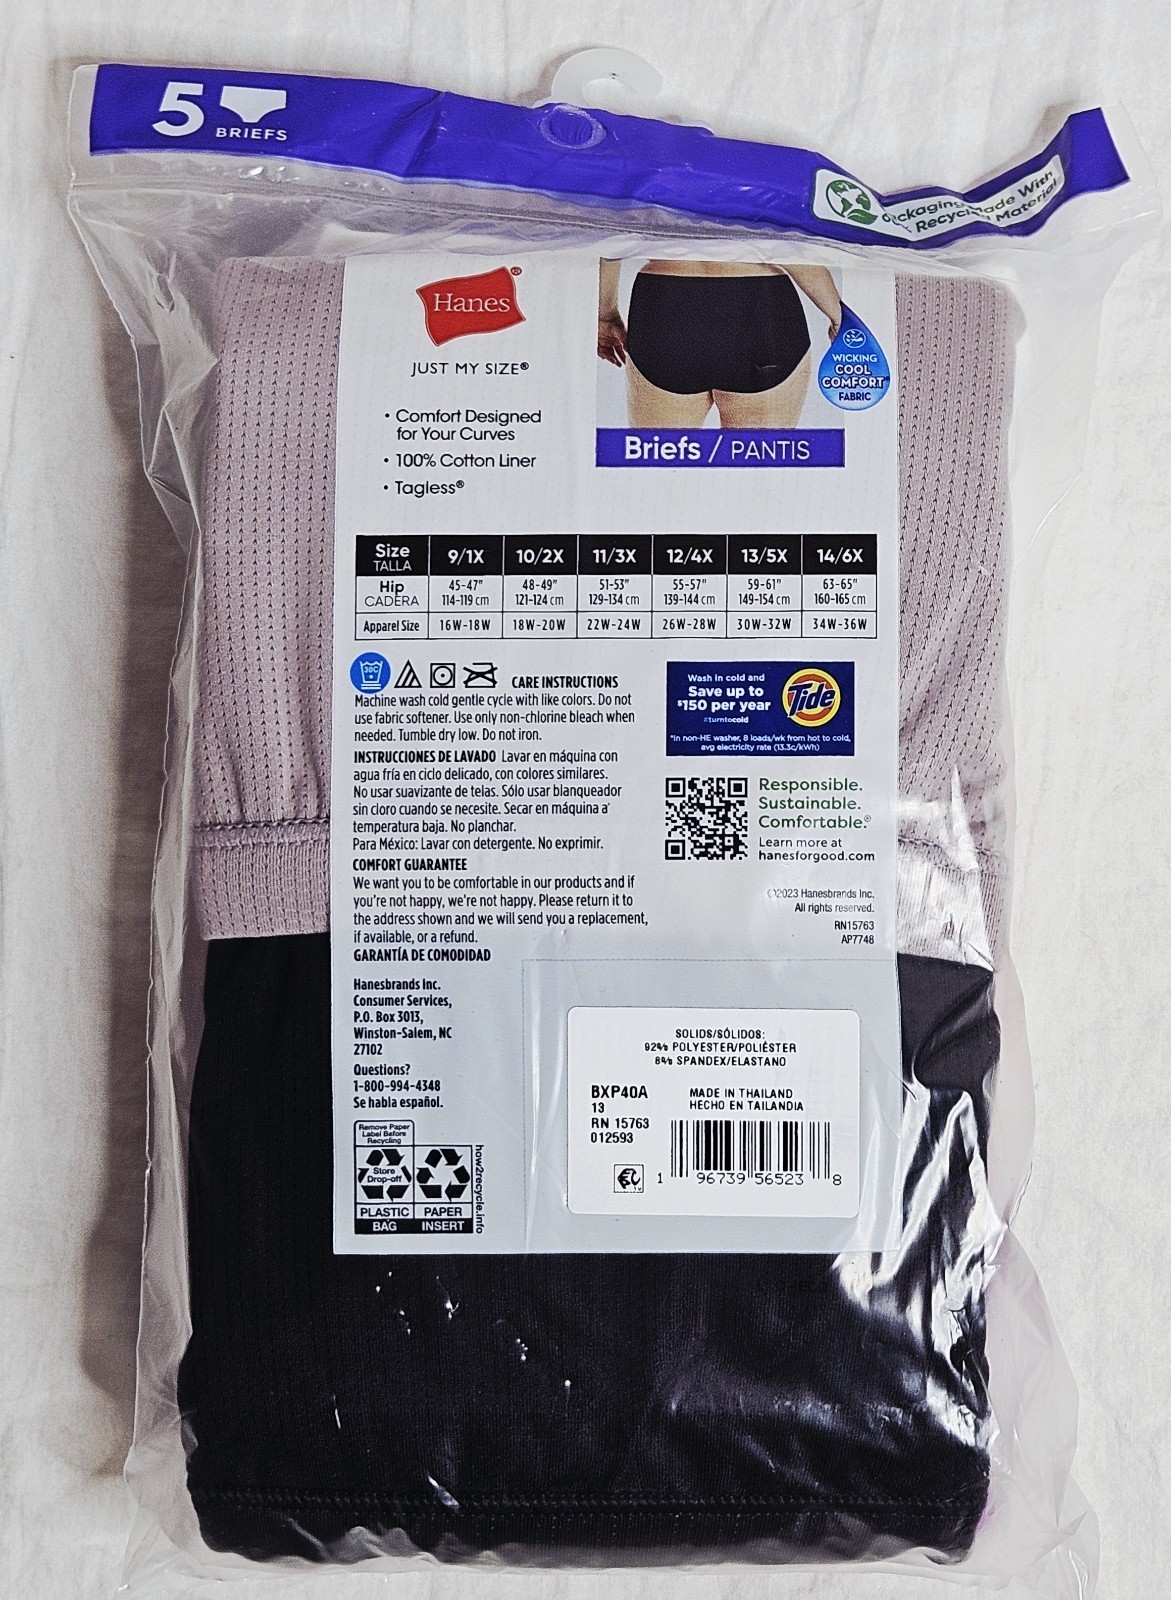 5
BRIEFS
Packaging Made With
Recycled Material
Hanes®
JUST MY SIZE®
• Comfort Designed
for Your Curves
• 100% Cotton Liner
• Tagless®
WICKING
COOL
COMFORT®
FABRIC
Briefs / PANTIS
Size 9/1X 10/2X 11/3X 12/4X 13/5X 14/6X
TALLA
Hip 45-47" 48-49" 51-53" 55-57" 59-61" 63-65"
CADERA 114-119 cm 121-124 cm 129-134 cm 139-144 cm 149-154 cm 160-165 cm
Apparel Size 16W-18W 18W-20W 22W-24W 26W-28W 30W-32W 34W-36W
30C
CARE INSTRUCTIONS
Machine wash cold gentle cycle with like colors. Do not
use fabric softener. Use only non-chlorine bleach when
needed. Tumble dry low. Do not iron.
INSTRUCCIONES DE LAVADO Lavar en máquina con
agua fría en ciclo delicado, con colores similares.
No usar suavizante de telas. Sólo usar blanqueador
sin cloro cuando se necesite. Secar en máquina a
temperatura baja. No planchar.
Para México: Lavar con detergente. No exprimir.
COMFORT GUARANTEE
We want you to be comfortable in our products and if
you're not happy, we're not happy. Please return it to
the address shown and we will send you a replacement,
if available, or a refund.
GARANTÍA DE COMODIDAD
Hanesbrands Inc.
Consumer Services,
P.O. Box 3013,
Winston-Salem, NC
27102
Questions?
1-800-994-4348
Se habla español.
Remove Paper
Label Before
Recycling
Store
Drop-off
PLASTIC
BAG
PAPER
INSERT
how2recycle.info
Wash in cold and
Save up to
$150 per year
#turntocold
Tide
*In non-HE washer, 8 loads/wk from hot to cold,
avg electricity rate (13.3c/kWh)
Responsible.
Sustainable.
Comfortable.®
Learn more at
hanesforgood.com
©2023 Hanesbrands Inc.
All rights reserved.
RN15763
AP7748
SOLIDS/SÓLIDOS:
92% POLYESTER/POLIÉSTER
8% SPANDEX/ELASTANO
BXP40A
13
RN 15763
012593
MADE IN THAILAND
HECHO EN TAILANDIA
1 96739 56523 8